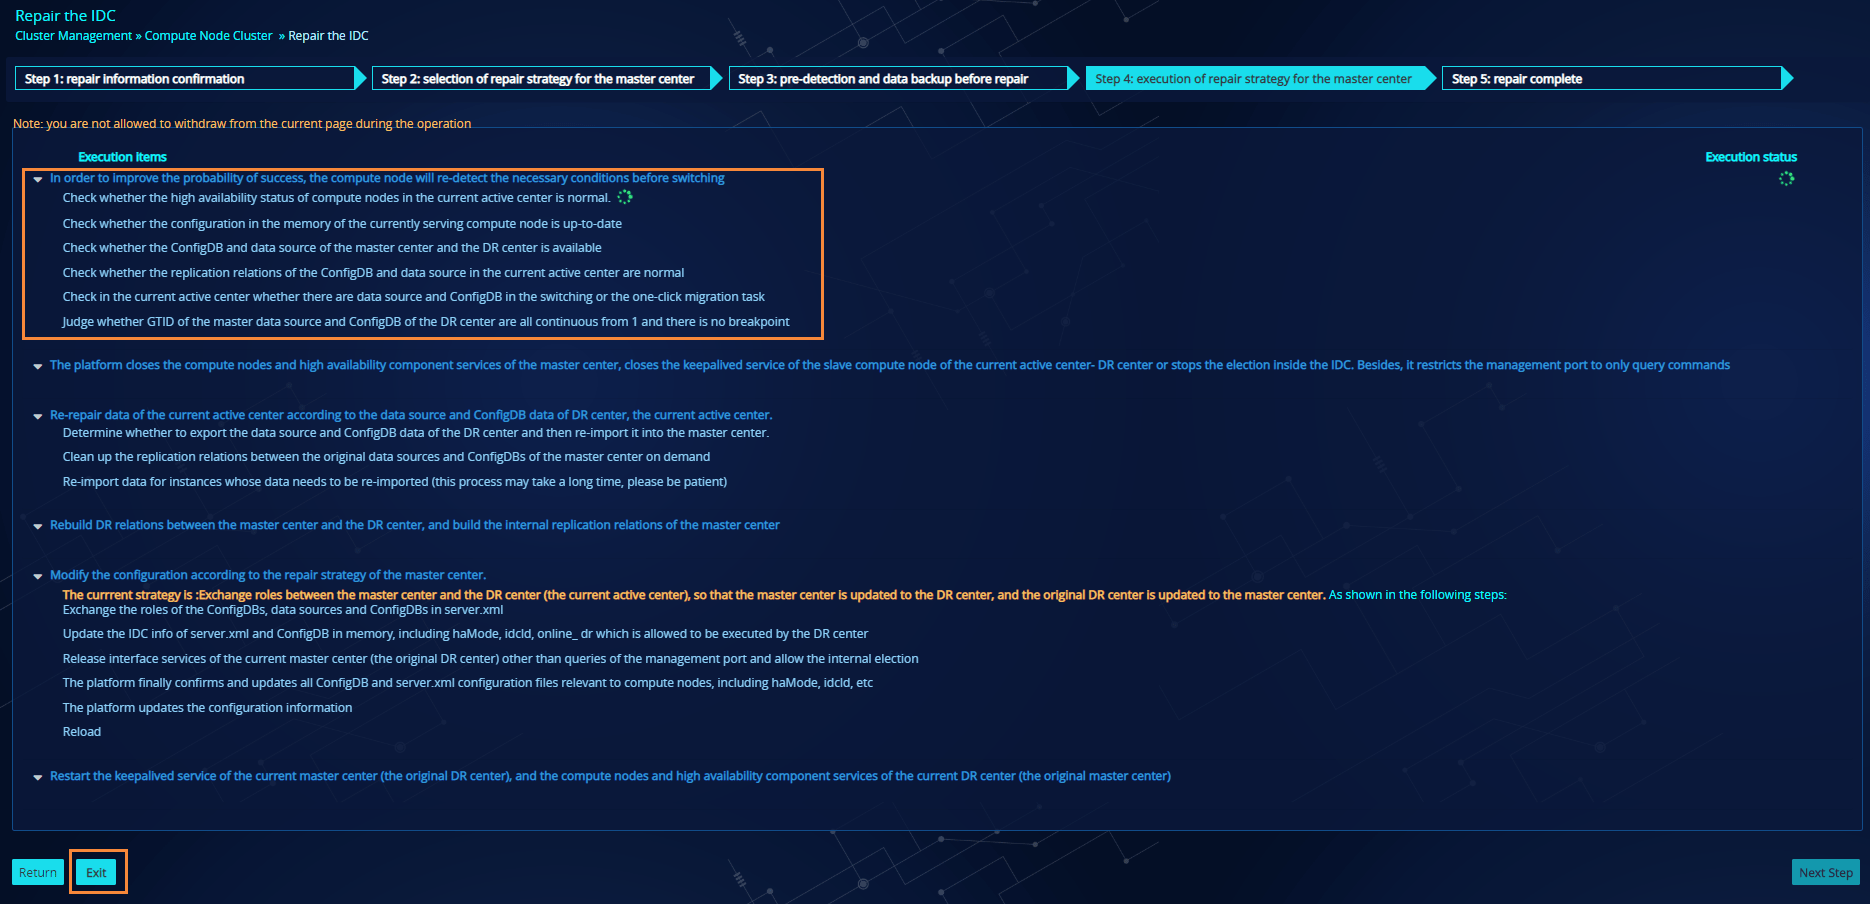 Repair the IDC
Cluster Management » Compute Node Cluster » Repair the IDC
Step 1: repair information confirmation
Step 2: selection of repair strategy for the master center
Step 3: pre-detection and data backup before repair
Step 4: execution of repair strategy for the master center
Step 5: repair complete
Note: you are not allowed to withdraw from the current page during the operation
Execution items
Execution status
In order to improve the probability of success, the compute node will re-detect the necessary conditions before switching
Check whether the high availability status of compute nodes in the current active center is normal.
Check whether the configuration in the memory of the currently serving compute node is up-to-date
Check whether the ConfigDB and data source of the master center and the DR center is available
Check whether the replication relations of the ConfigDB and data source in the current active center are normal
Check in the current active center whether there are data source and ConfigDB in the switching or the one-click migration task
Judge whether GTID of the master data source and ConfigDB of the DR center are all continuous from 1 and there is no breakpoint
The platform closes the compute nodes and high availability component services of the master center, closes the keepalived service of the slave compute node of the current active center- DR center or stops the election inside the IDC. Besides, it restricts the management port to only query commands
Re-repair data of the current active center according to the data source and ConfigDB data of DR center, the current active center.
Determine whether to export the data source and ConfigDB data of the DR center and then re-import it into the master center.
Clean up the replication relations between the original data sources and ConfigDBs of the master center on demand
Re-import data for instances whose data needs to be re-imported (this process may take a long time, please be patient)
Rebuild DR relations between the master center and the DR center, and build the internal replication relations of the master center
Modify the configuration according to the repair strategy of the master center.
The currrent strategy is :Exchange roles between the master center and the DR center (the current active center), so that the master center is updated to the DR center, and the original DR center is updated to the master center. As shown in the following steps:
Exchange the roles of the ConfigDBs, data sources and ConfigDBs in server.xml
Update the IDC info of server.xml and ConfigDB in memory, including haMode, idcId, online_ dr which is allowed to be executed by the DR center
Release interface services of the current master center (the original DR center) other than queries of the management port and allow the internal election
The platform finally confirms and updates all ConfigDB and server.xml configuration files relevant to compute nodes, including haMode, idcId, etc
The platform updates the configuration information
Reload
Restart the keepalived service of the current master center (the original DR center), and the compute nodes and high availability component services of the current DR center (the original master center)
Return
Exit
Next Step